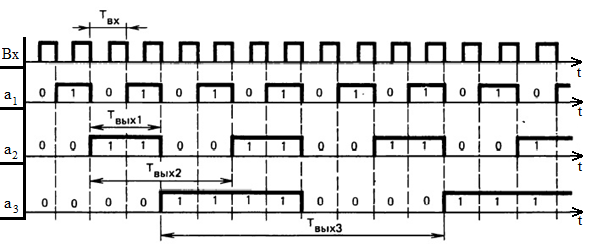 Tвх
Вх t
a1 0 1 0 1 0 1 0 1 0 1 0 1 0 1 0 t
Tвых1
a2 0 0 1 1 0 0 1 1 0 0 1 1 0 0 1 t
Tвых2
a3 0 0 0 0 1 1 1 1 0 0 0 0 1 1 1 t
Tвых3